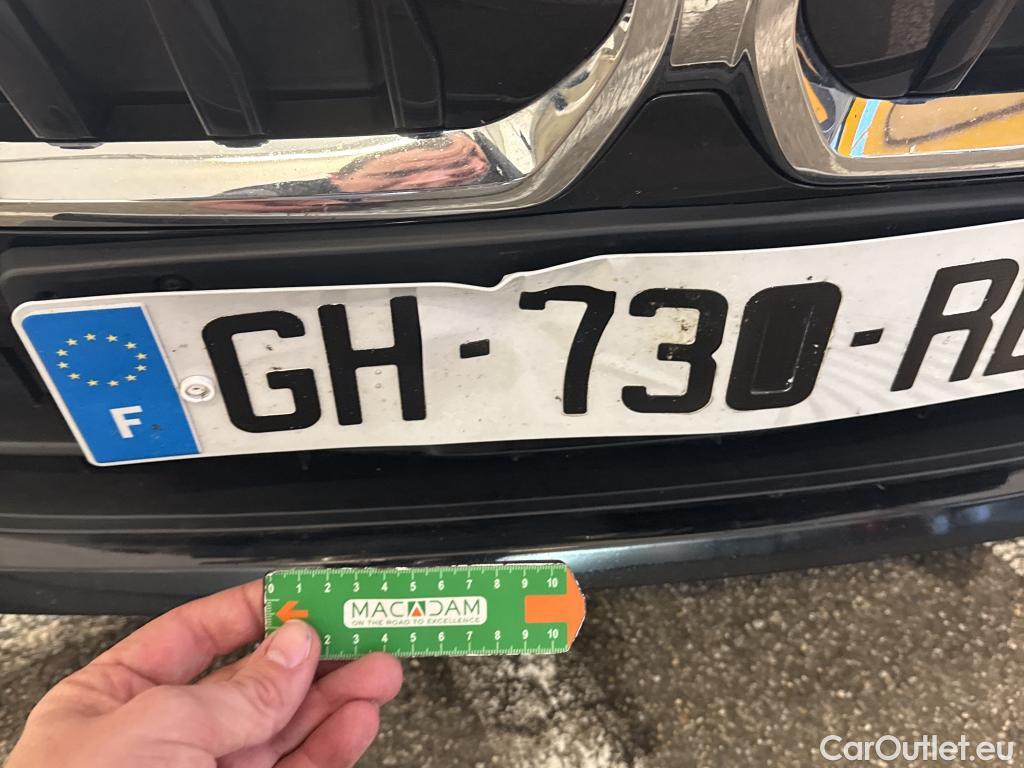 GH-730-R
F
0 1 2 3 4 5 6 7 8 9 10
MACADAM
ON THE ROAD TO EXCELLENCE
2 3 4 5 6 7 8 9 10
CarOutlet.eu